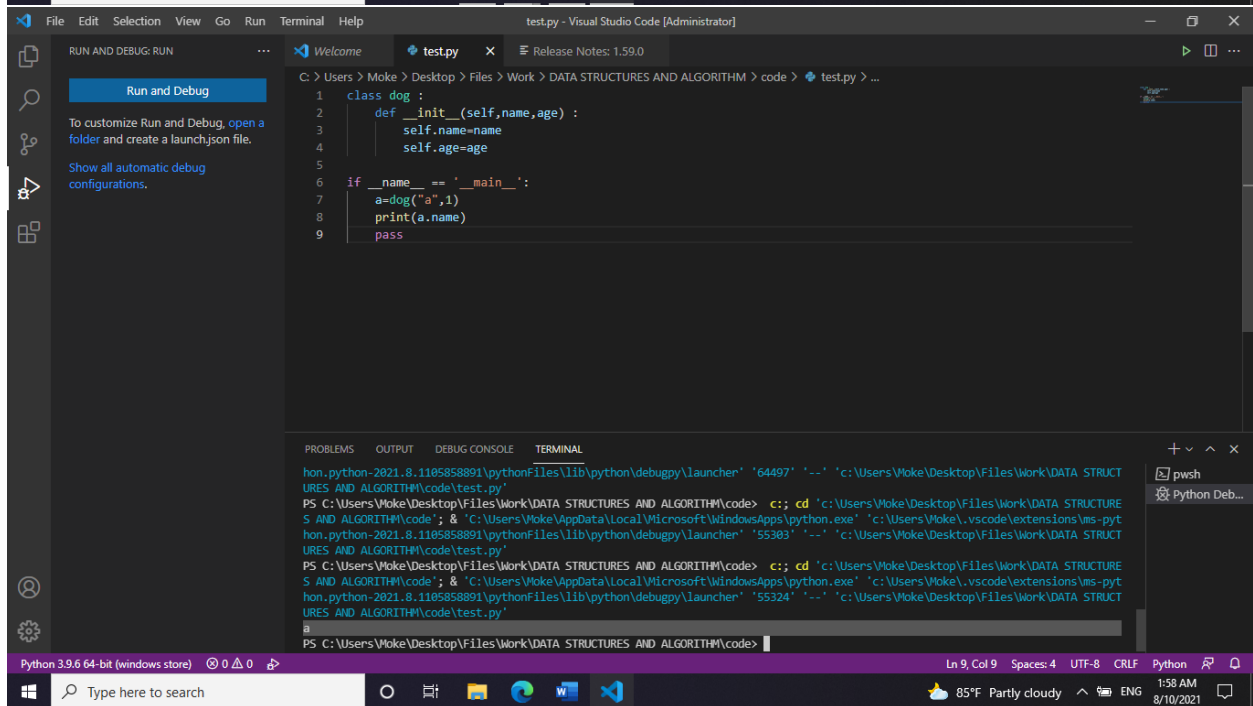 File Edit Selection View Go Run Terminal Help test.py - Visual Studio Code [Administrator]
RUN AND DEBUG: RUN ...
Run and Debug
To customize Run and Debug, open a
folder and create a launch.json file.
Show all automatic debug
configurations.
Welcome test.py Release Notes: 1.59.0
C: > Users > Moke > Desktop > Files > Work > DATA STRUCTURES AND ALGORITHM > code > test.py > ...
1 class dog :
2 def __init__(self,name,age) :
3 self.name=name
4 self.age=age
5
6 if __name__ == '__main__':
7 a=dog("a",1)
8 print(a.name)
9 pass
PROBLEMS OUTPUT DEBUG CONSOLE TERMINAL
hon.python-2021.8.1105858891\pythonFiles\lib\python\debugpy\launcher' '64497' '--' 'c:\Users\Moke\Desktop\Files\Work\DATA STRUCT
URES AND ALGORITHM\code\test.py'
PS C:\Users\Moke\Desktop\Files\Work\DATA STRUCTURES AND ALGORITHM\code> c:; cd 'c:\Users\Moke\Desktop\Files\Work\DATA STRUCTURE
S AND ALGORITHM\code'; & 'C:\Users\Moke\AppData\Local\Microsoft\WindowsApps\python.exe' 'c:\Users\Moke\.vscode\extensions\ms-pyt
hon.python-2021.8.1105858891\pythonFiles\lib\python\debugpy\launcher' '55303' '--' 'c:\Users\Moke\Desktop\Files\Work\DATA STRUCT
URES AND ALGORITHM\code\test.py'
PS C:\Users\Moke\Desktop\Files\Work\DATA STRUCTURES AND ALGORITHM\code> c:; cd 'c:\Users\Moke\Desktop\Files\Work\DATA STRUCTURE
S AND ALGORITHM\code'; & 'C:\Users\Moke\AppData\Local\Microsoft\WindowsApps\python.exe' 'c:\Users\Moke\.vscode\extensions\ms-pyt
hon.python-2021.8.1105858891\pythonFiles\lib\python\debugpy\launcher' '55324' '--' 'c:\Users\Moke\Desktop\Files\Work\DATA STRUCT
URES AND ALGORITHM\code\test.py'
a
PS C:\Users\Moke\Desktop\Files\Work\DATA STRUCTURES AND ALGORITHM\code>
pwsh
Python Deb...
Python 3.9.6 64-bit (windows store) 0 0 Ln 9, Col 9 Spaces: 4 UTF-8 CRLF Python
Type here to search 85°F Partly cloudy ENG 1:58 AM
8/10/2021